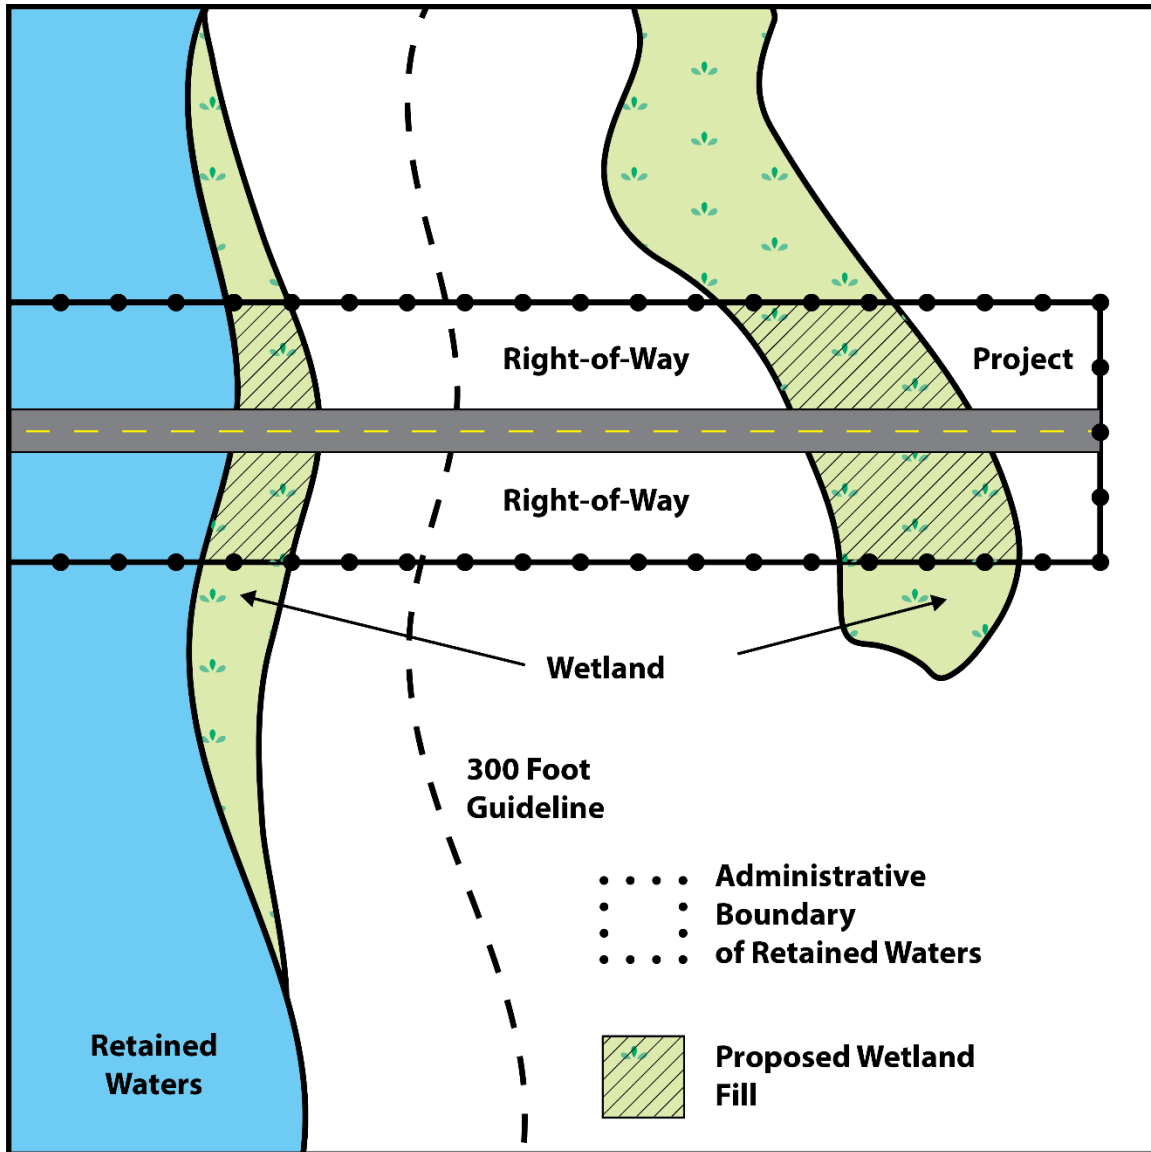 Right-of-Way
Project
Right-of-Way
Wetland
300 Foot
Guideline
Administrative
Boundary
of Retained Waters
Retained
Waters
Proposed Wetland
Fill